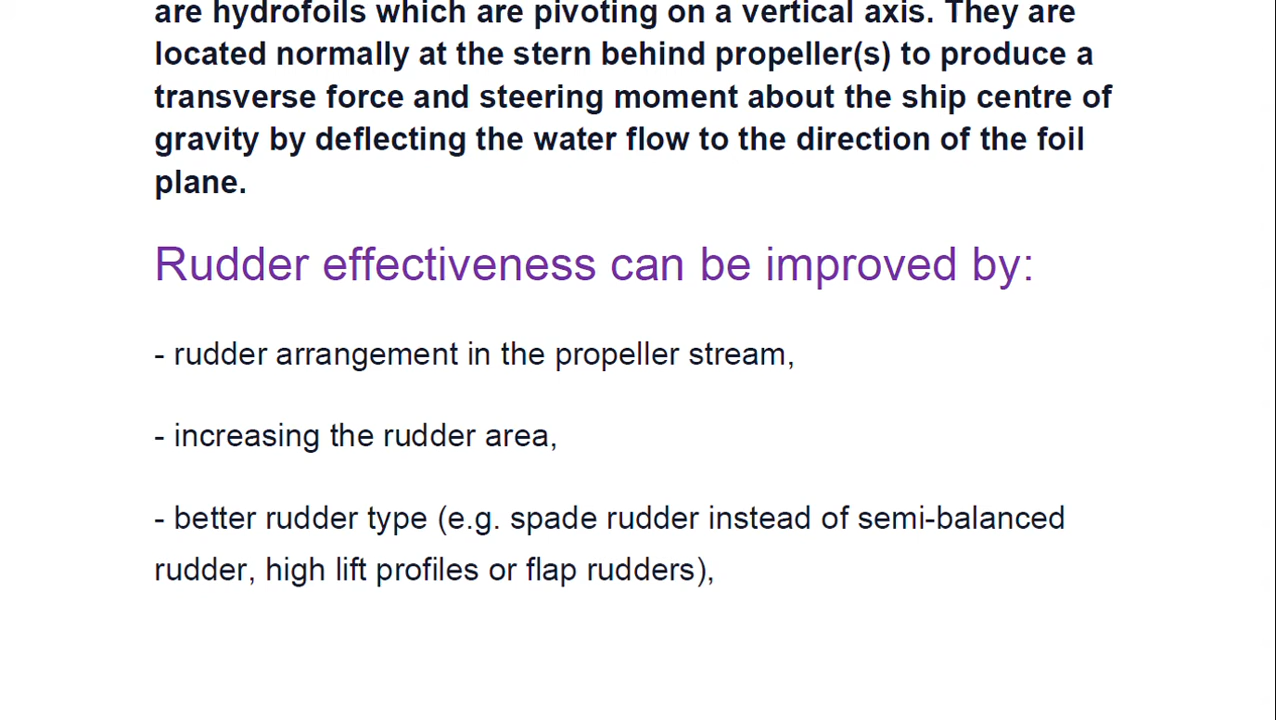 are hydrofoils which are pivoting on a vertical axis. They are
located normally at the stern behind propeller(s) to produce a
transverse force and steering moment about the ship centre of
gravity by deflecting the water flow to the direction of the foil
plane.
Rudder effectiveness can be improved by:
- rudder arrangement in the propeller stream,
- increasing the rudder area,
- better rudder type (e.g. spade rudder instead of semi-balanced
rudder, high lift profiles or flap rudders),